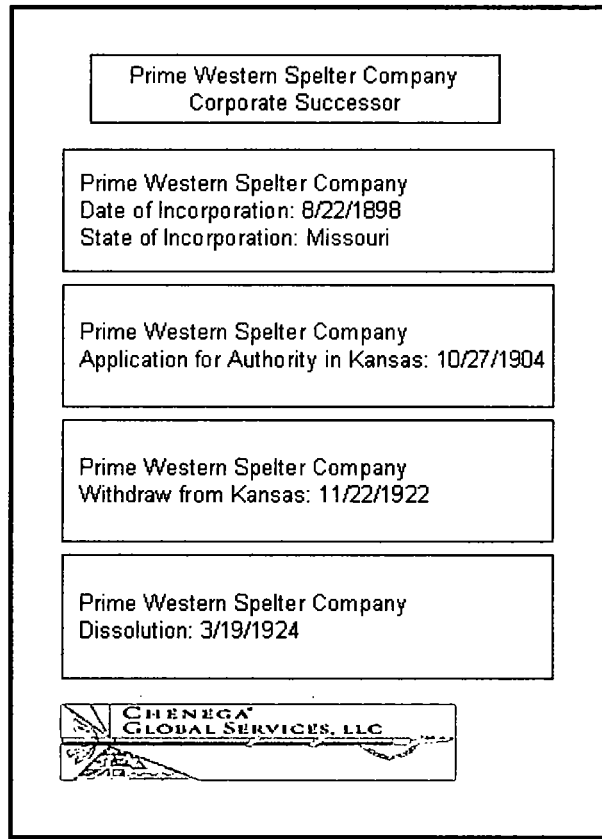 Prime Western Spelter Company
Corporate Successor
Prime Western Spelter Company
Date of Incorporation: 8/22/1898
State of Incorporation: Missouri
Prime Western Spelter Company
Application for Authority in Kansas: 10/27/1904
Prime Western Spelter Company
Withdraw from Kansas: 11/22/1922
Prime Western Spelter Company
Dissolution: 3/19/1924
CHENEGA
GLOBAL SERVICES, LLC